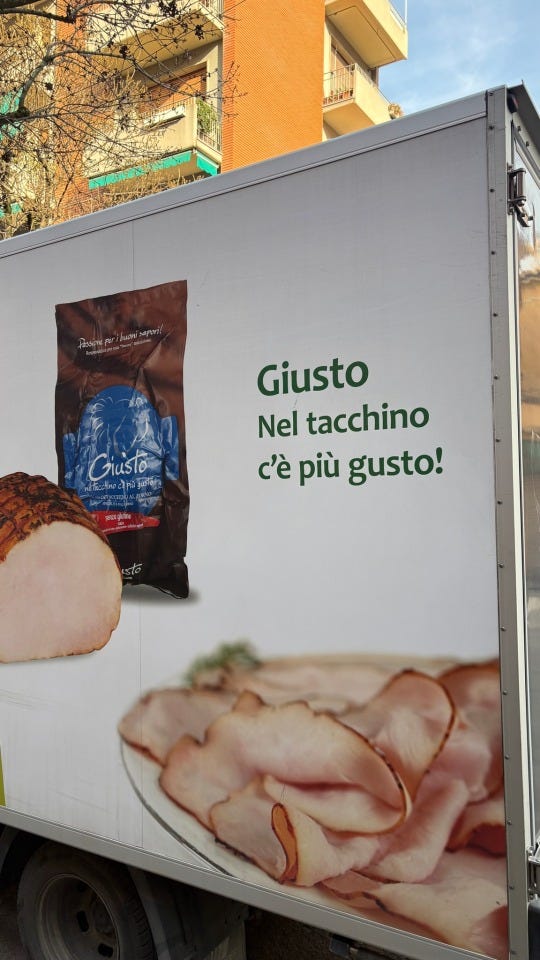 Passione per i buoni sapori!
Giusto
nel tacchino c'è più gusto!
senza glutine
Giusto
Nel tacchino
c'è più gusto!